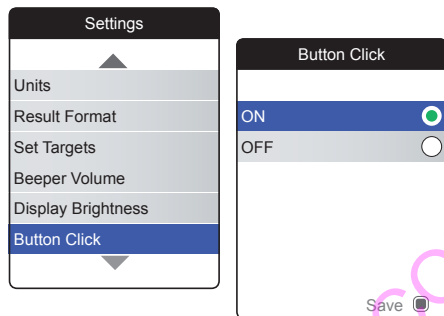 Settings
Units
Result Format
Set Targets
Beeper Volume
Display Brightness
Button Click
Button Click
ON
OFF
Save